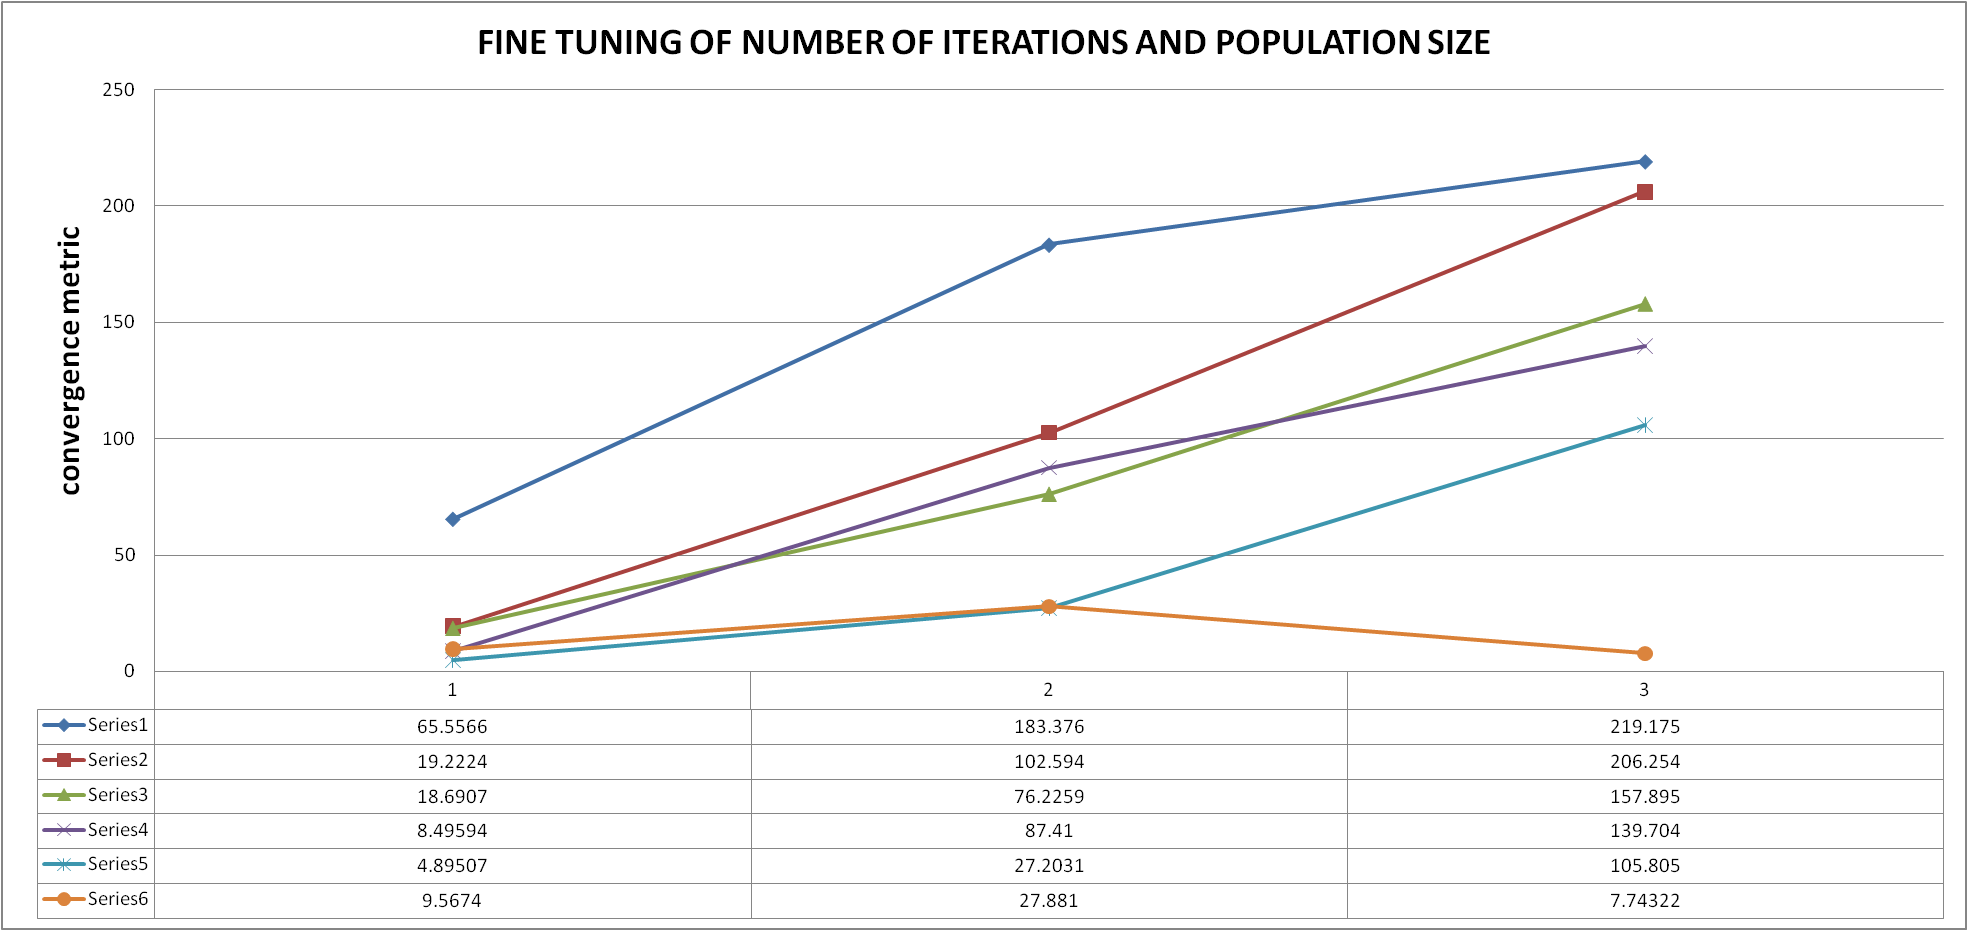 FINE TUNING OF NUMBER OF ITERATIONS AND POPULATION SIZE
convergence metric
250
200
150
100
50
0
1 2 3
Series1 65.5566 183.376 219.175
Series2 19.2224 102.594 206.254
Series3 18.6907 76.2259 157.895
Series4 8.49594 87.41 139.704
Series5 4.89507 27.2031 105.805
Series6 9.5674 27.881 7.74322